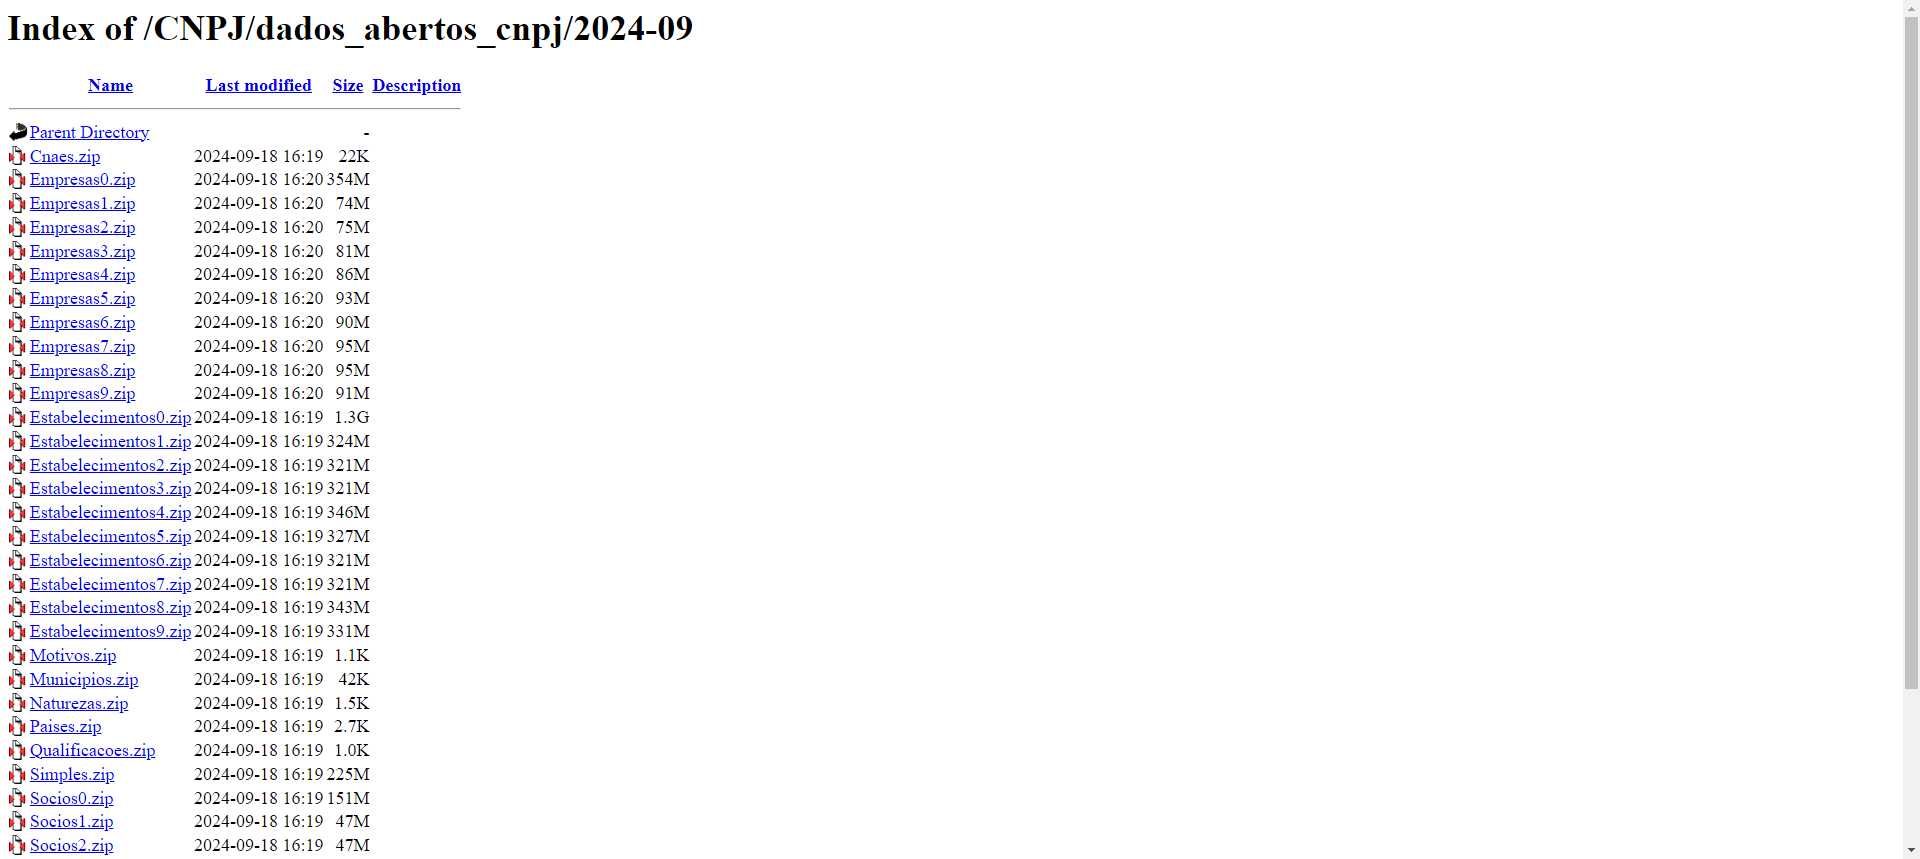 Index of /CNPJ/dados_abertos_cnpj/2024-09
Name Last modified Size Description
Parent Directory -
Cnaes.zip 2024-09-18 16:19 22K
Empresas0.zip 2024-09-18 16:20 354M
Empresas1.zip 2024-09-18 16:20 74M
Empresas2.zip 2024-09-18 16:20 75M
Empresas3.zip 2024-09-18 16:20 81M
Empresas4.zip 2024-09-18 16:20 86M
Empresas5.zip 2024-09-18 16:20 93M
Empresas6.zip 2024-09-18 16:20 90M
Empresas7.zip 2024-09-18 16:20 95M
Empresas8.zip 2024-09-18 16:20 95M
Empresas9.zip 2024-09-18 16:20 91M
Estabelecimentos0.zip 2024-09-18 16:19 1.3G
Estabelecimentos1.zip 2024-09-18 16:19 324M
Estabelecimentos2.zip 2024-09-18 16:19 321M
Estabelecimentos3.zip 2024-09-18 16:19 321M
Estabelecimentos4.zip 2024-09-18 16:19 346M
Estabelecimentos5.zip 2024-09-18 16:19 327M
Estabelecimentos6.zip 2024-09-18 16:19 321M
Estabelecimentos7.zip 2024-09-18 16:19 321M
Estabelecimentos8.zip 2024-09-18 16:19 343M
Estabelecimentos9.zip 2024-09-18 16:19 331M
Motivos.zip 2024-09-18 16:19 1.1K
Municipios.zip 2024-09-18 16:19 42K
Naturezas.zip 2024-09-18 16:19 1.5K
Paises.zip 2024-09-18 16:19 2.7K
Qualificacoes.zip 2024-09-18 16:19 1.0K
Simples.zip 2024-09-18 16:19 225M
Socios0.zip 2024-09-18 16:19 151M
Socios1.zip 2024-09-18 16:19 47M
Socios2.zip 2024-09-18 16:19 47M